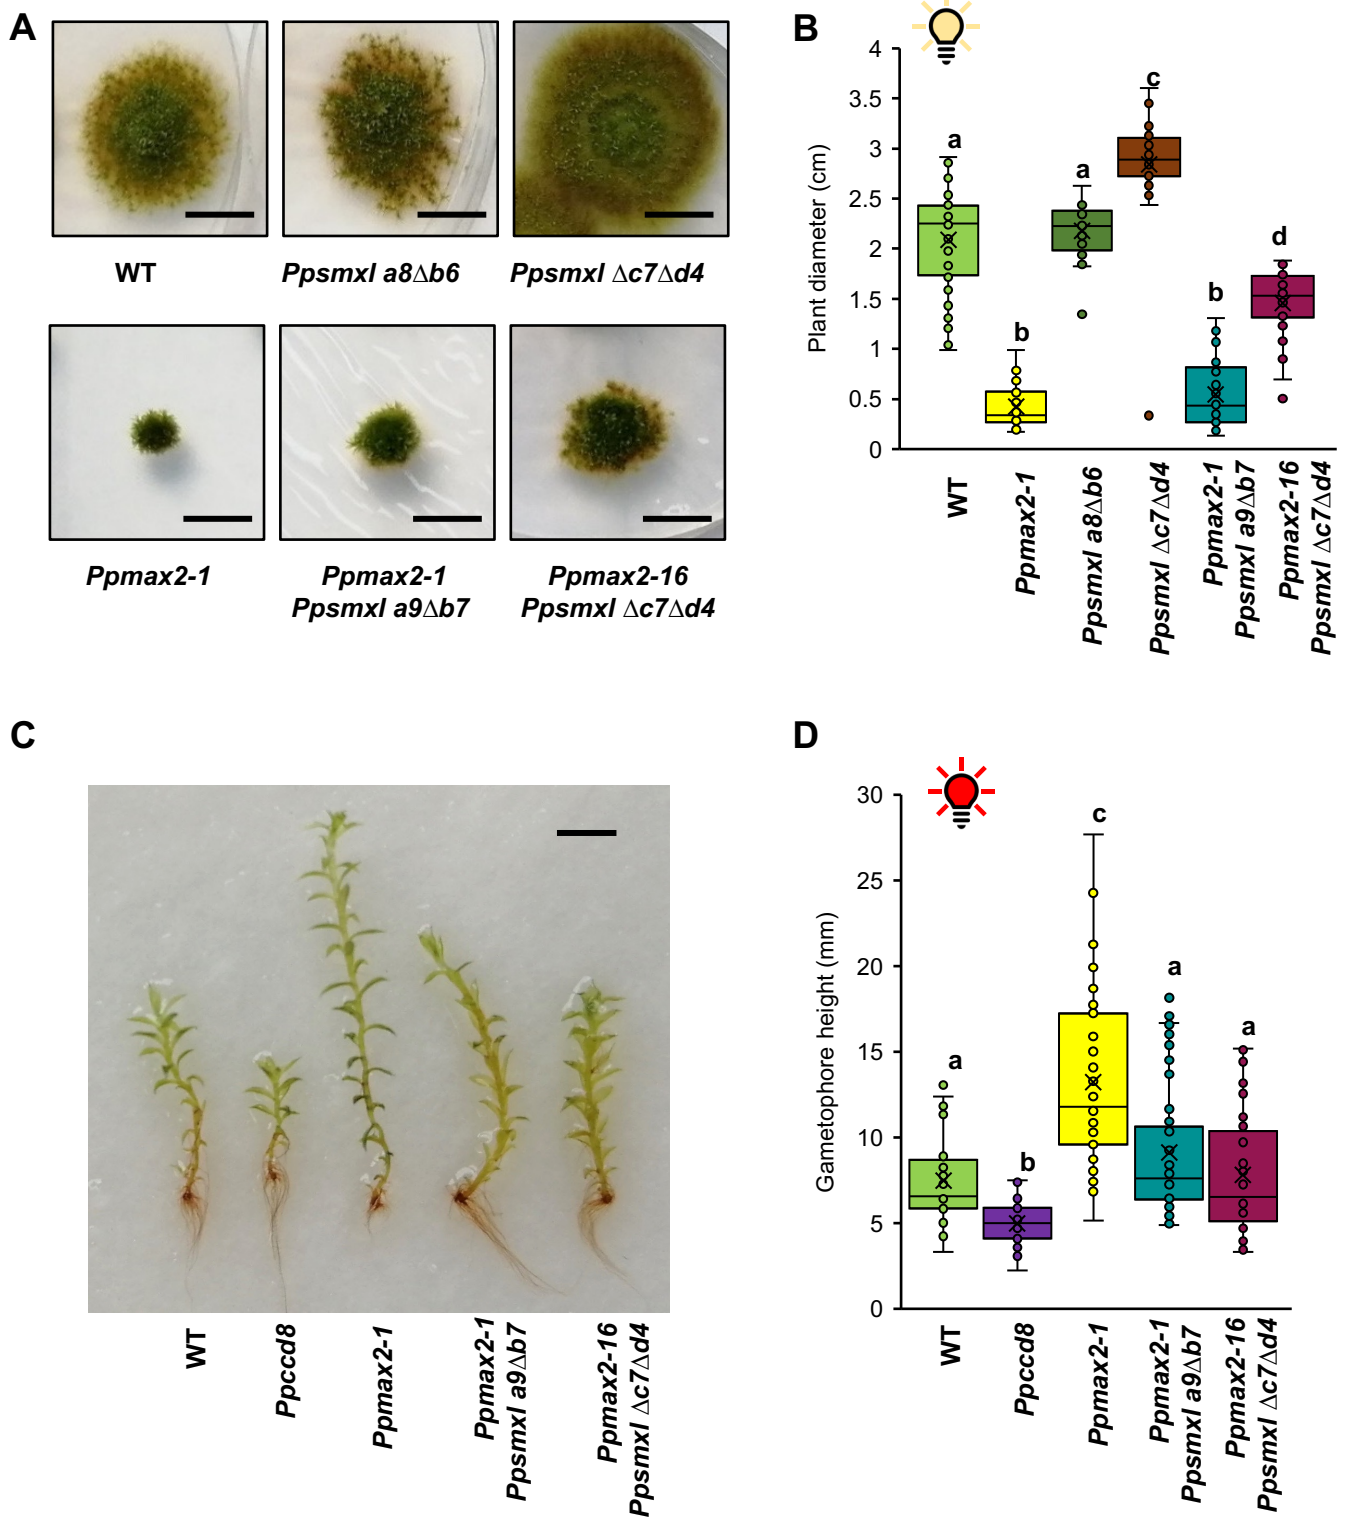 A
WT
Ppsmxl a8Δb6
Ppsmxl Δc7Δd4
Ppmax2-1
Ppmax2-1
Ppsmxl a9Δb7
Ppmax2-16
Ppsmxl Δc7Δd4
B
Plant diameter (cm)
4
3.5
3
2.5
2
1.5
1
0.5
0
a
b
a
c
b
d
WT
Ppmax2-1
Ppsmxl a8Δb6
Ppsmxl Δc7Δd4
Ppmax2-1
Ppsmxl a9Δb7
Ppmax2-16
Ppsmxl Δc7Δd4
C
WT
Ppccd8
Ppmax2-1
Ppmax2-1
Ppsmxl a9Δb7
Ppmax2-16
Ppsmxl Δc7Δd4
D
Gametophore height (mm)
30
25
20
15
10
5
0
a
b
c
a
a
WT
Ppccd8
Ppmax2-1
Ppmax2-1
Ppsmxl a9Δb7
Ppmax2-16
Ppsmxl Δc7Δd4